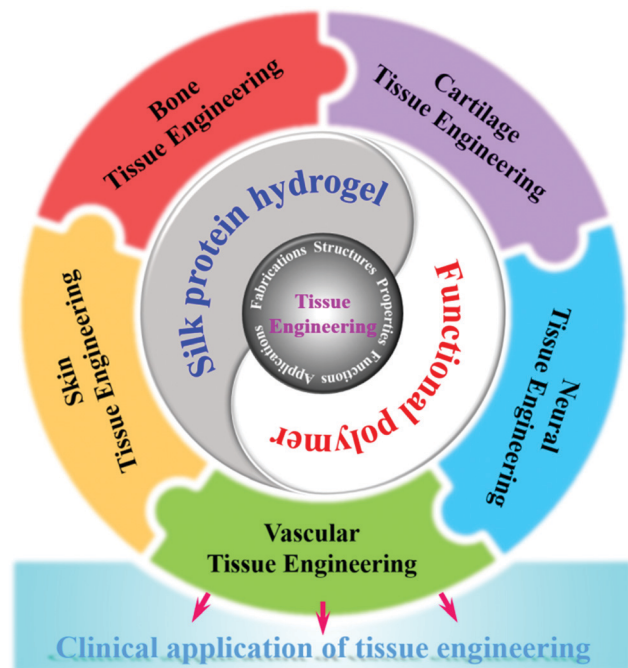 Bone
Tissue Engineering
Cartilage
Tissue Engineering
Silk protein hydrogel
Functional polymer
Fabrications Structures Properties Functions Applications
Tissue
Engineering
Skin
Tissue Engineering
Neural
Tissue Engineering
Vascular
Tissue Engineering
Clinical application of tissue engineering